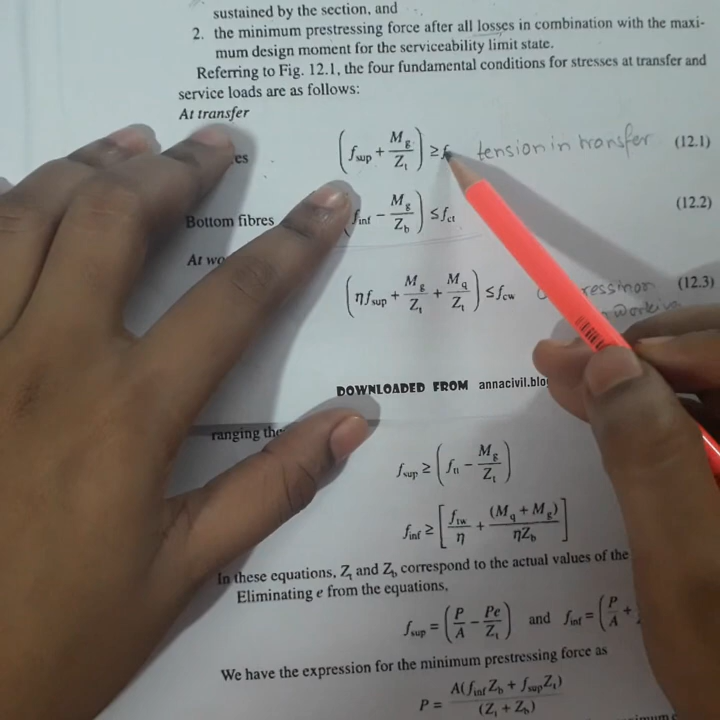 sustained by the section, and
2. the minimum prestressing force after all losses in combination with the maxi-
mum design moment for the serviceability limit state.
Referring to Fig. 12.1, the four fundamental conditions for stresses at transfer and
service loads are as follows:
At transfer
(f_sup + M_g/Z_t) ≥ tension in transfer (12.1)
Bottom fibres (f_inf − M_g/Z_b) ≤ f_ct (12.2)
At
(ηf_sup + M_g/Z_t + M_q/Z_t) ≤ f_cw (12.3)
DOWNLOADED FROM annacivil.blo
ranging the
f_sup ≥ (f_tt − M_g/Z_t)
f_inf ≥ [f_tw/η + (M_q + M_g)/ηZ_b]
In these equations, Z_t and Z_b correspond to the actual values of the
Eliminating e from the equations,
f_sup = (P/A − Pe/Z_t) and f_inf = (P/A +
We have the expression for the minimum prestressing force as
P = A(f_inf Z_b + f_sup Z_t)/(Z_t + Z_b)